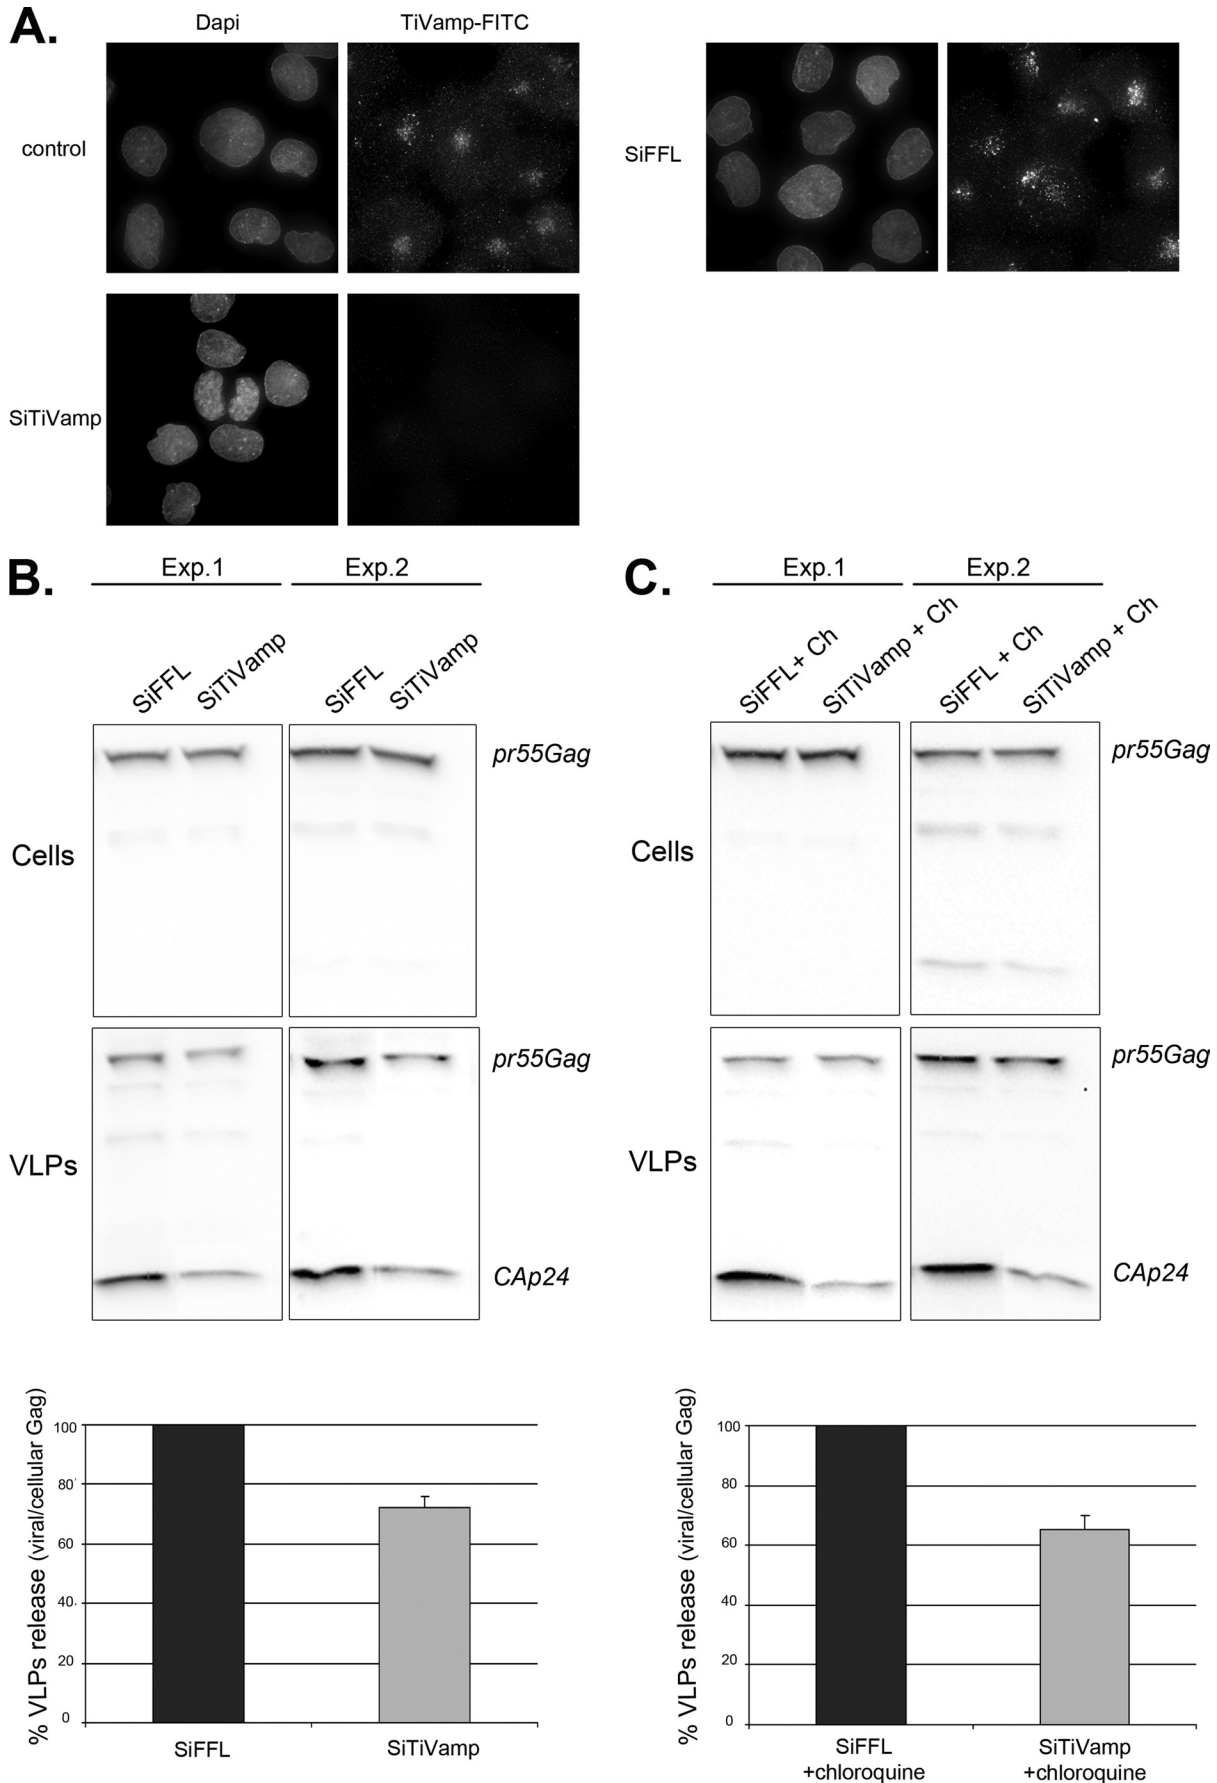 A.
Dapi
TiVamp-FITC
control
SiFFL
SiTiVamp
B.
Exp.1
Exp.2
SiFFL
SiTiVamp
SiFFL
SiTiVamp
Cells
pr55Gag
VLPs
pr55Gag
CAp24
% VLPs release (viral/cellular Gag)
100
80
60
40
20
0
SiFFL
SiTiVamp
C.
Exp.1
Exp.2
SiFFL + Ch
SiTiVamp + Ch
SiFFL + Ch
SiTiVamp + Ch
Cells
pr55Gag
VLPs
pr55Gag
CAp24
% VLPs release (viral/cellular Gag)
100
80
60
40
20
0
SiFFL
+chloroquine
SiTiVamp
+chloroquine